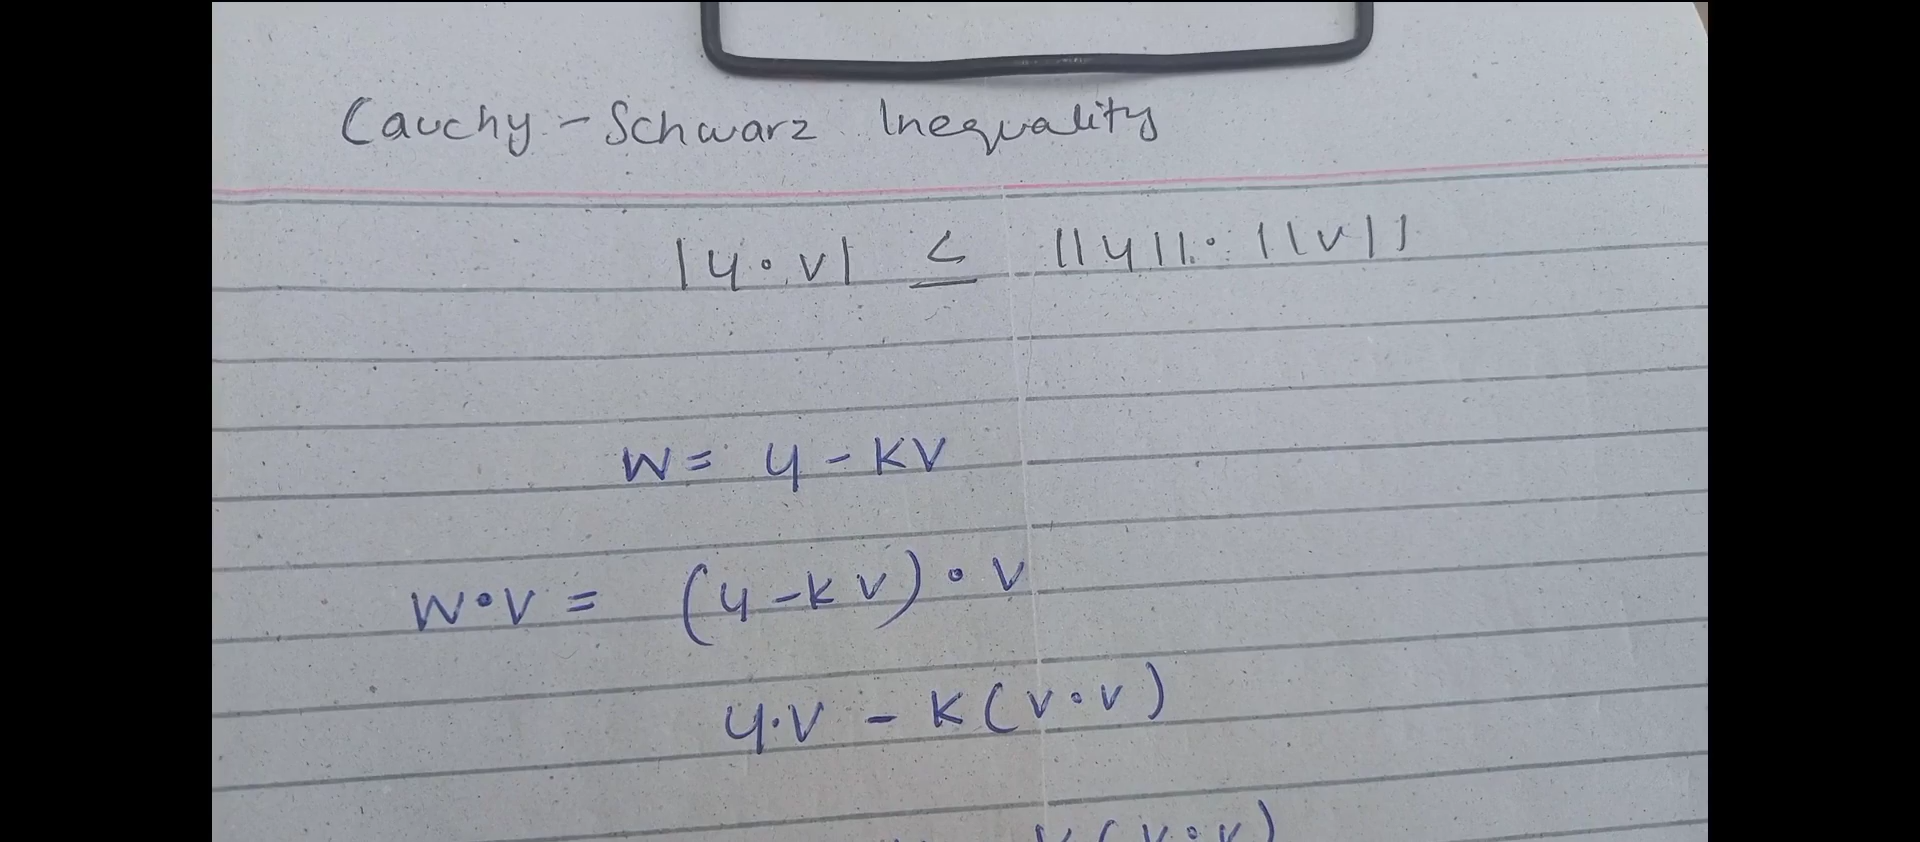 Cauchy-Schwarz Inequality
|u∘v| ≤ ||u||∘||v||
W = u - KV
W∘V = (u - KV)∘V
u·V - K(V∘V)
K(V∘V)